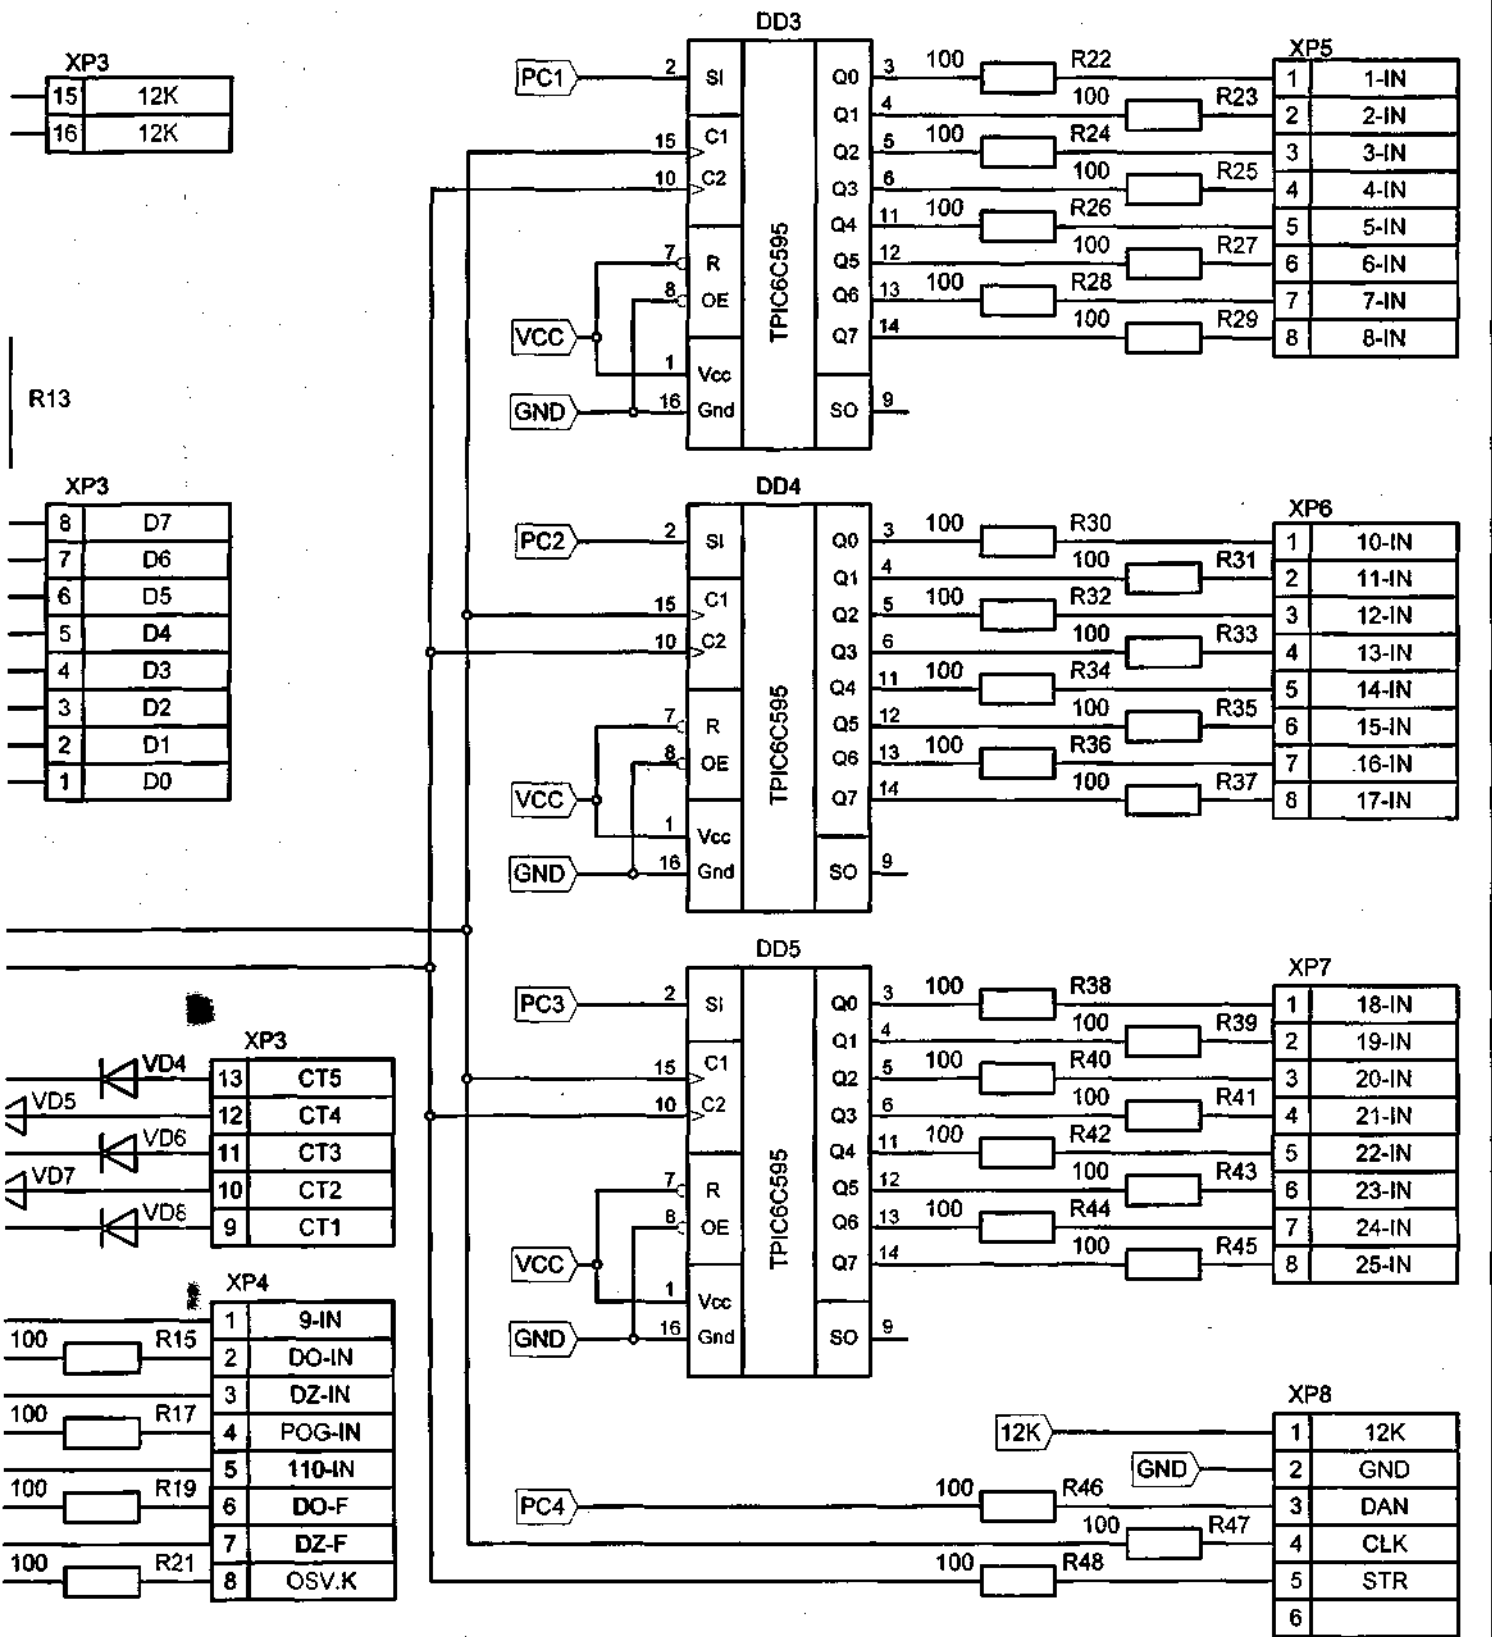 XP3
15 12K
16 12K
R13
XP3
8 D7
7 D6
6 D5
5 D4
4 D3
3 D2
2 D1
1 D0
XP3
VD4 13 CT5
VD5 12 CT4
VD6 11 CT3
VD7 10 CT2
VD8 9 CT1
XP4
1 9-IN
100 R15 2 DO-IN
3 DZ-IN
100 R17 4 POG-IN
5 110-IN
100 R19 6 DO-F
7 DZ-F
100 R21 8 OSV.K
DD3
TPIC6C595
PC1 2 SI
15 C1
10 C2
7 R
8 OE
VCC
1 Vcc
GND 16 Gnd
Q0 3 100 R22
Q1 4 100 R23
Q2 5 100 R24
Q3 6 100 R25
Q4 11 100 R26
Q5 12 100 R27
Q6 13 100 R28
Q7 14 100 R29
SO 9
XP5
1 1-IN
2 2-IN
3 3-IN
4 4-IN
5 5-IN
6 6-IN
7 7-IN
8 8-IN
DD4
TPIC6C595
PC2 2 SI
15 C1
10 C2
7 R
8 OE
VCC
1 Vcc
GND 16 Gnd
Q0 3 100 R30
Q1 4 100 R31
Q2 5 100 R32
Q3 6 100 R33
Q4 11 100 R34
Q5 12 100 R35
Q6 13 100 R36
Q7 14 100 R37
SO 9
XP6
1 10-IN
2 11-IN
3 12-IN
4 13-IN
5 14-IN
6 15-IN
7 16-IN
8 17-IN
DD5
TPIC6C595
PC3 2 SI
15 C1
10 C2
7 R
8 OE
VCC
1 Vcc
GND 16 Gnd
Q0 3 100 R38
Q1 4 100 R39
Q2 5 100 R40
Q3 6 100 R41
Q4 11 100 R42
Q5 12 100 R43
Q6 13 100 R44
Q7 14 100 R45
SO 9
XP7
1 18-IN
2 19-IN
3 20-IN
4 21-IN
5 22-IN
6 23-IN
7 24-IN
8 25-IN
XP8
12K 1 12K
GND 2 GND
PC4 100 R46 3 DAN
100 R47 4 CLK
100 R48 5 STR
6